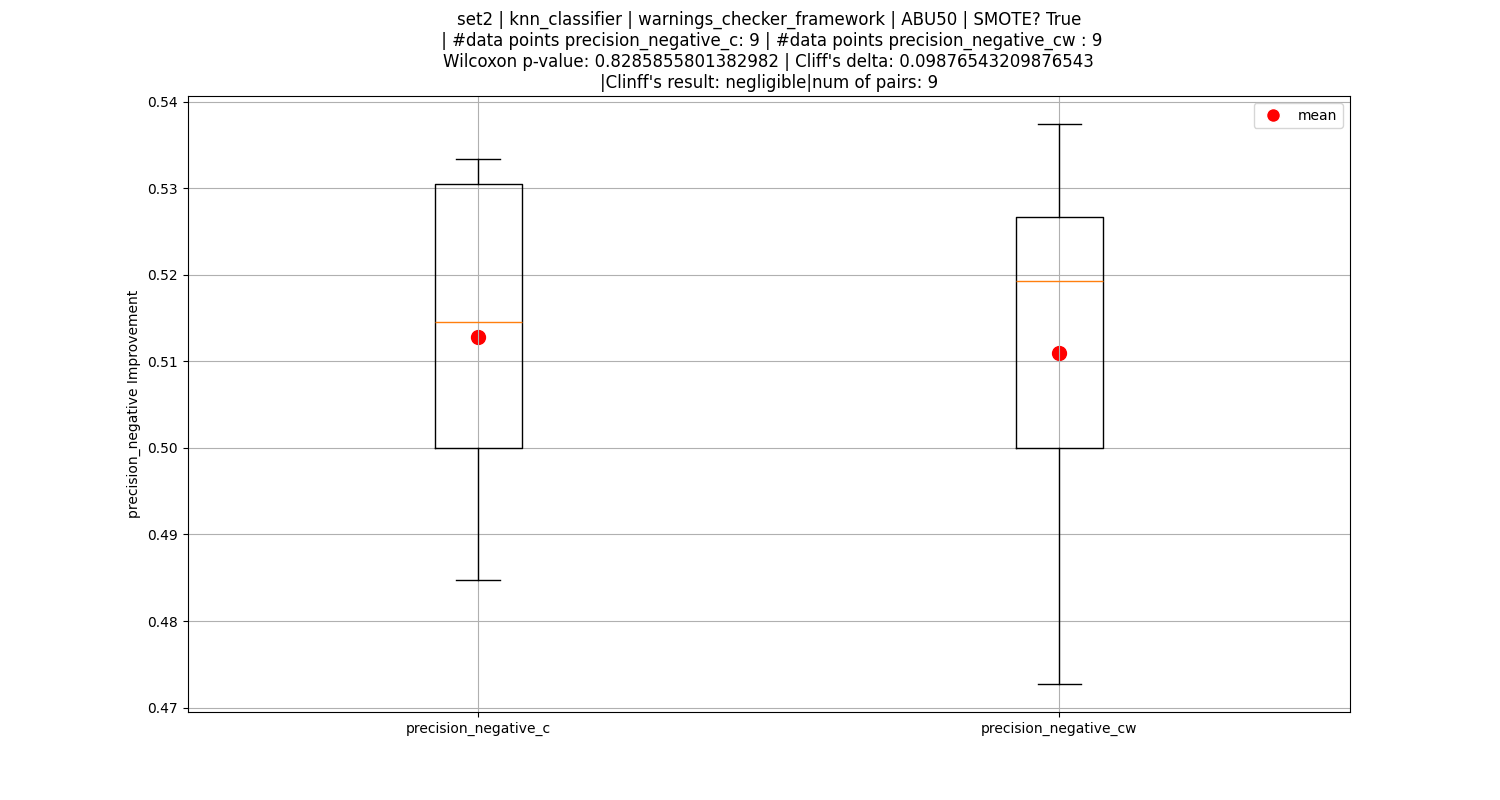 set2 | knn_classifier | warnings_checker_framework | ABU50 | SMOTE? True
| #data points precision_negative_c: 9 | #data points precision_negative_cw : 9
Wilcoxon p-value: 0.8285855801382982 | Cliff's delta: 0.09876543209876543
|Clinff's result: negligible|num of pairs: 9
mean
precision_negative Improvement
0.54
0.53
0.52
0.51
0.50
0.49
0.48
0.47
precision_negative_c
precision_negative_cw